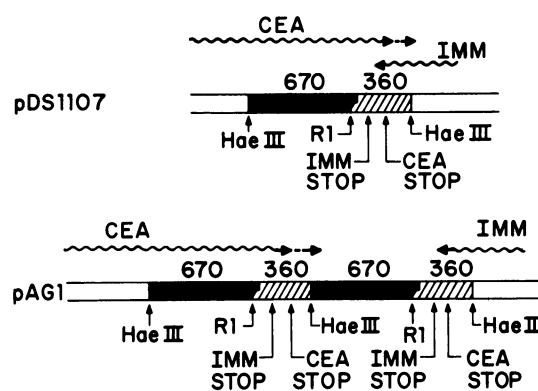 CEA
IMM
670 360
pDS1107
Hae III R1 Hae III
IMM STOP CEA STOP
CEA
IMM
670 360 670 360
pAG1
Hae III R1 Hae III R1 Hae II
IMM STOP CEA STOP IMM STOP CEA STOP